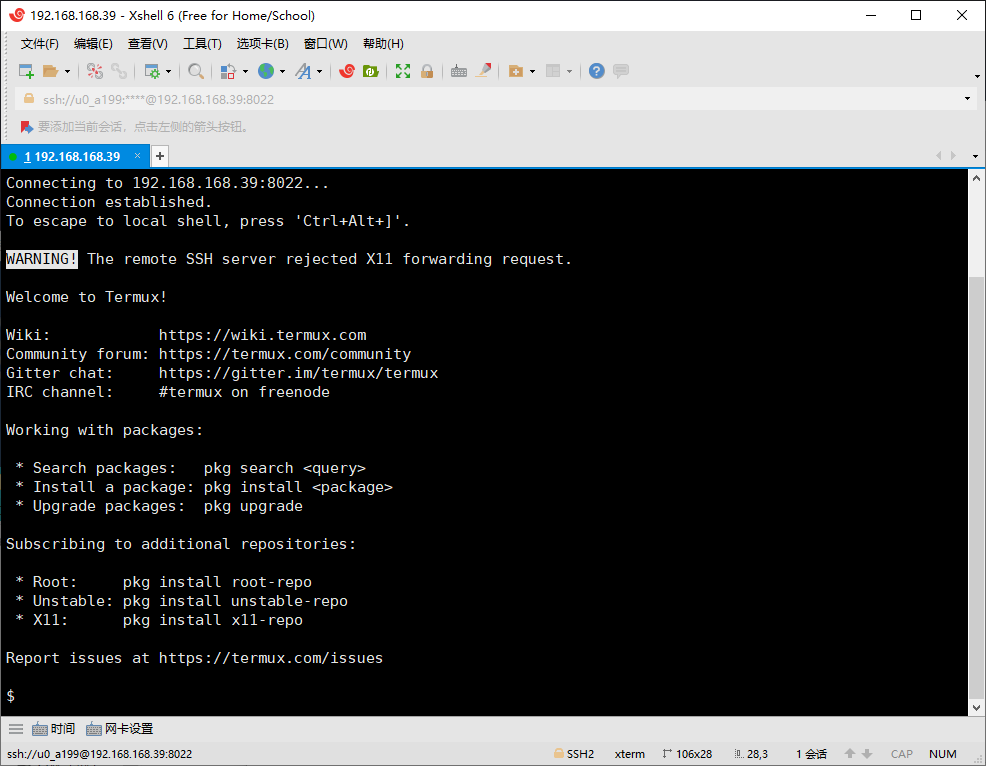 192.168.168.39 - Xshell 6 (Free for Home/School)
文件(F) 编辑(E) 查看(V) 工具(T) 选项卡(B) 窗口(W) 帮助(H)
ssh://u0_a199:****@192.168.168.39:8022
要添加当前会话，点击左侧的箭头按钮。
1 192.168.168.39 × +
Connecting to 192.168.168.39:8022...
Connection established.
To escape to local shell, press 'Ctrl+Alt+]'.
WARNING! The remote SSH server rejected X11 forwarding request.
Welcome to Termux!
Wiki:            https://wiki.termux.com
Community forum: https://termux.com/community
Gitter chat:     https://gitter.im/termux/termux
IRC channel:     #termux on freenode
Working with packages:
 * Search packages:   pkg search <query>
 * Install a package: pkg install <package>
 * Upgrade packages:  pkg upgrade
Subscribing to additional repositories:
 * Root:     pkg install root-repo
 * Unstable: pkg install unstable-repo
 * X11:      pkg install x11-repo
Report issues at https://termux.com/issues
$
时间 网卡设置
ssh://u0_a199@192.168.168.39:8022 SSH2 xterm 106x28 28,3 1 会话 CAP NUM